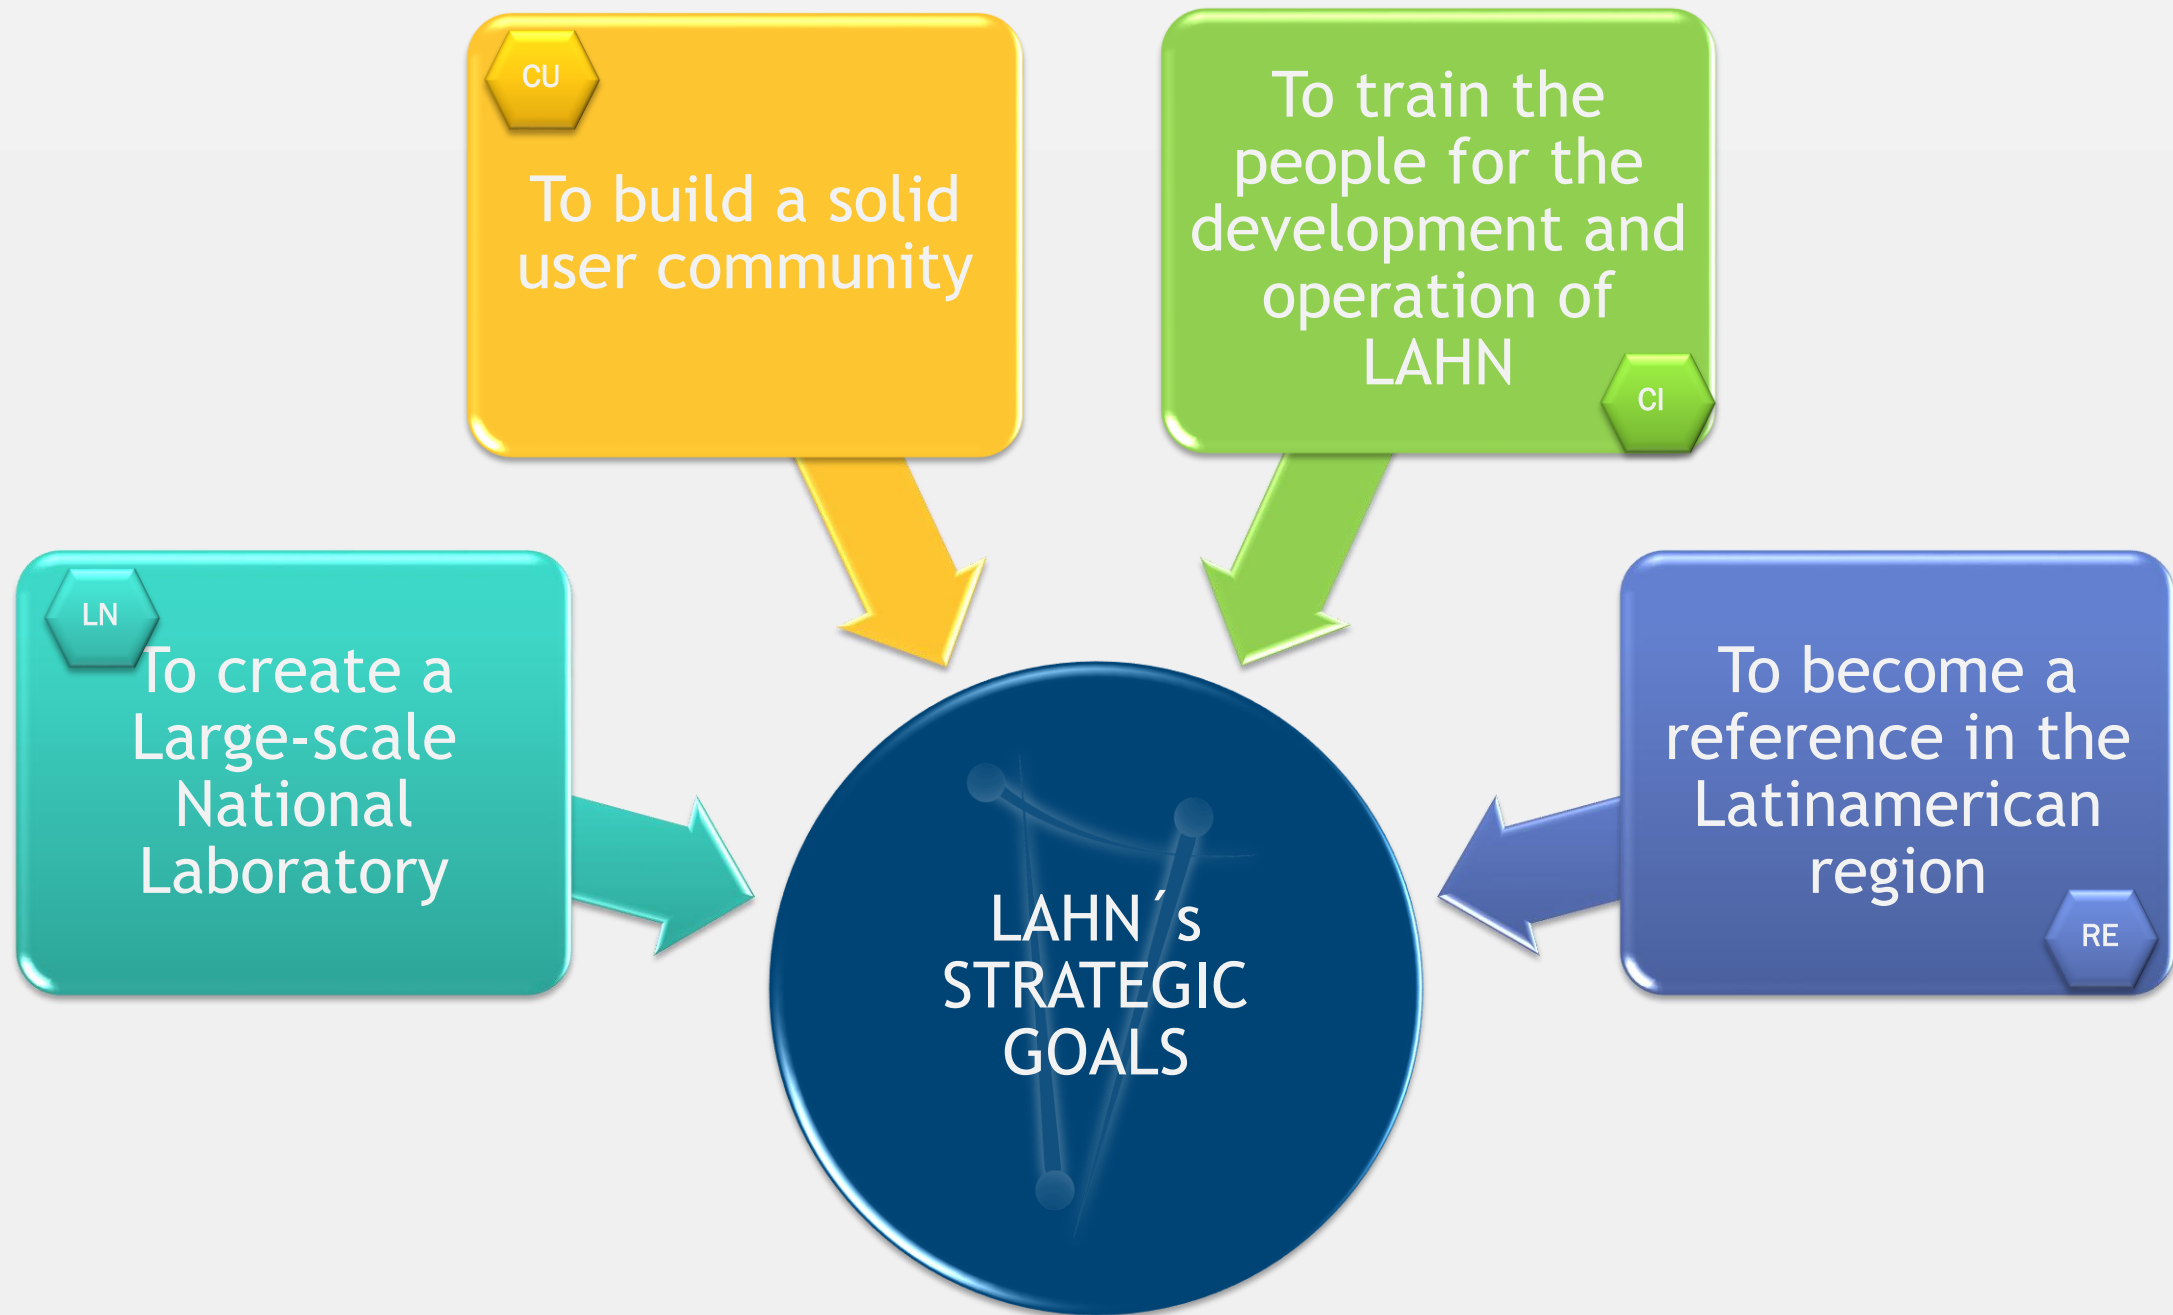 CU
To build a solid
user community
To train the
people for the
development and
operation of
LAHN
CI
LN
To create a
Large-scale
National
Laboratory
To become a
reference in the
Latinamerican
region
RE
LAHN´s
STRATEGIC
GOALS